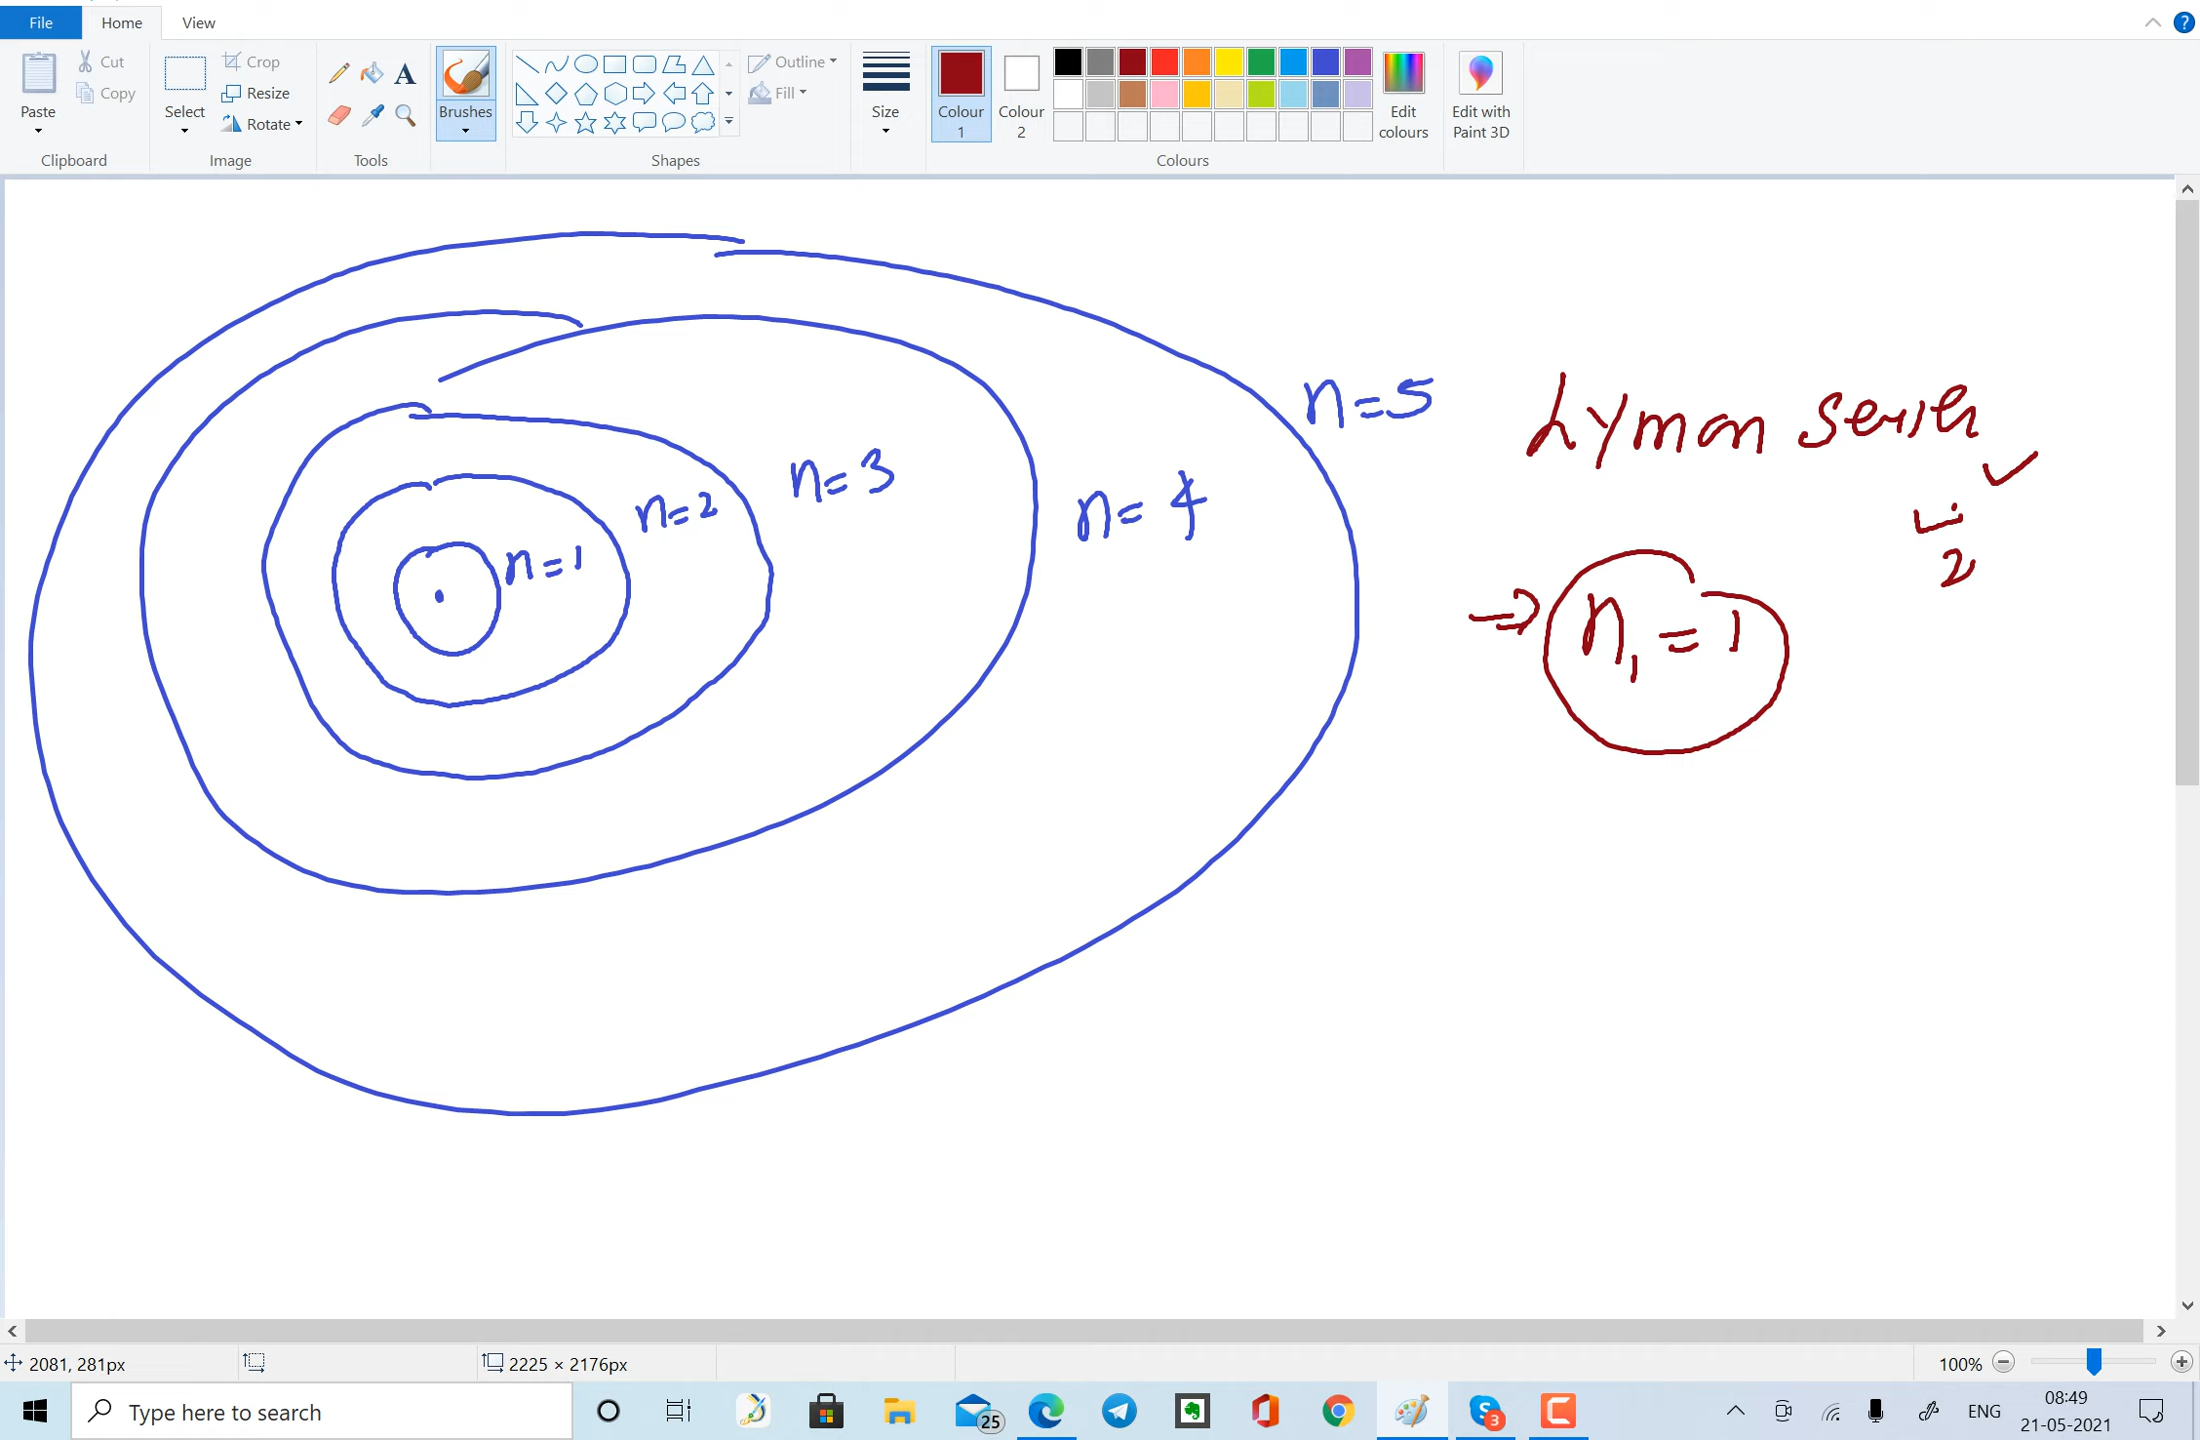 File Home View
Paste
Cut
Copy
Clipboard
Select
Crop
Resize
Rotate
Image
A
Tools
Brushes
Shapes
Outline
Fill
Size
Colour 1
Colour 2
Colours
Edit colours
Edit with Paint 3D
n=5
n=3
n=2
n=4
n=1
Lyman Series
2
=> n₁ = 1
2081, 281px
2225 × 2176px
100%
Type here to search
25
3
ENG
08:49
21-05-2021